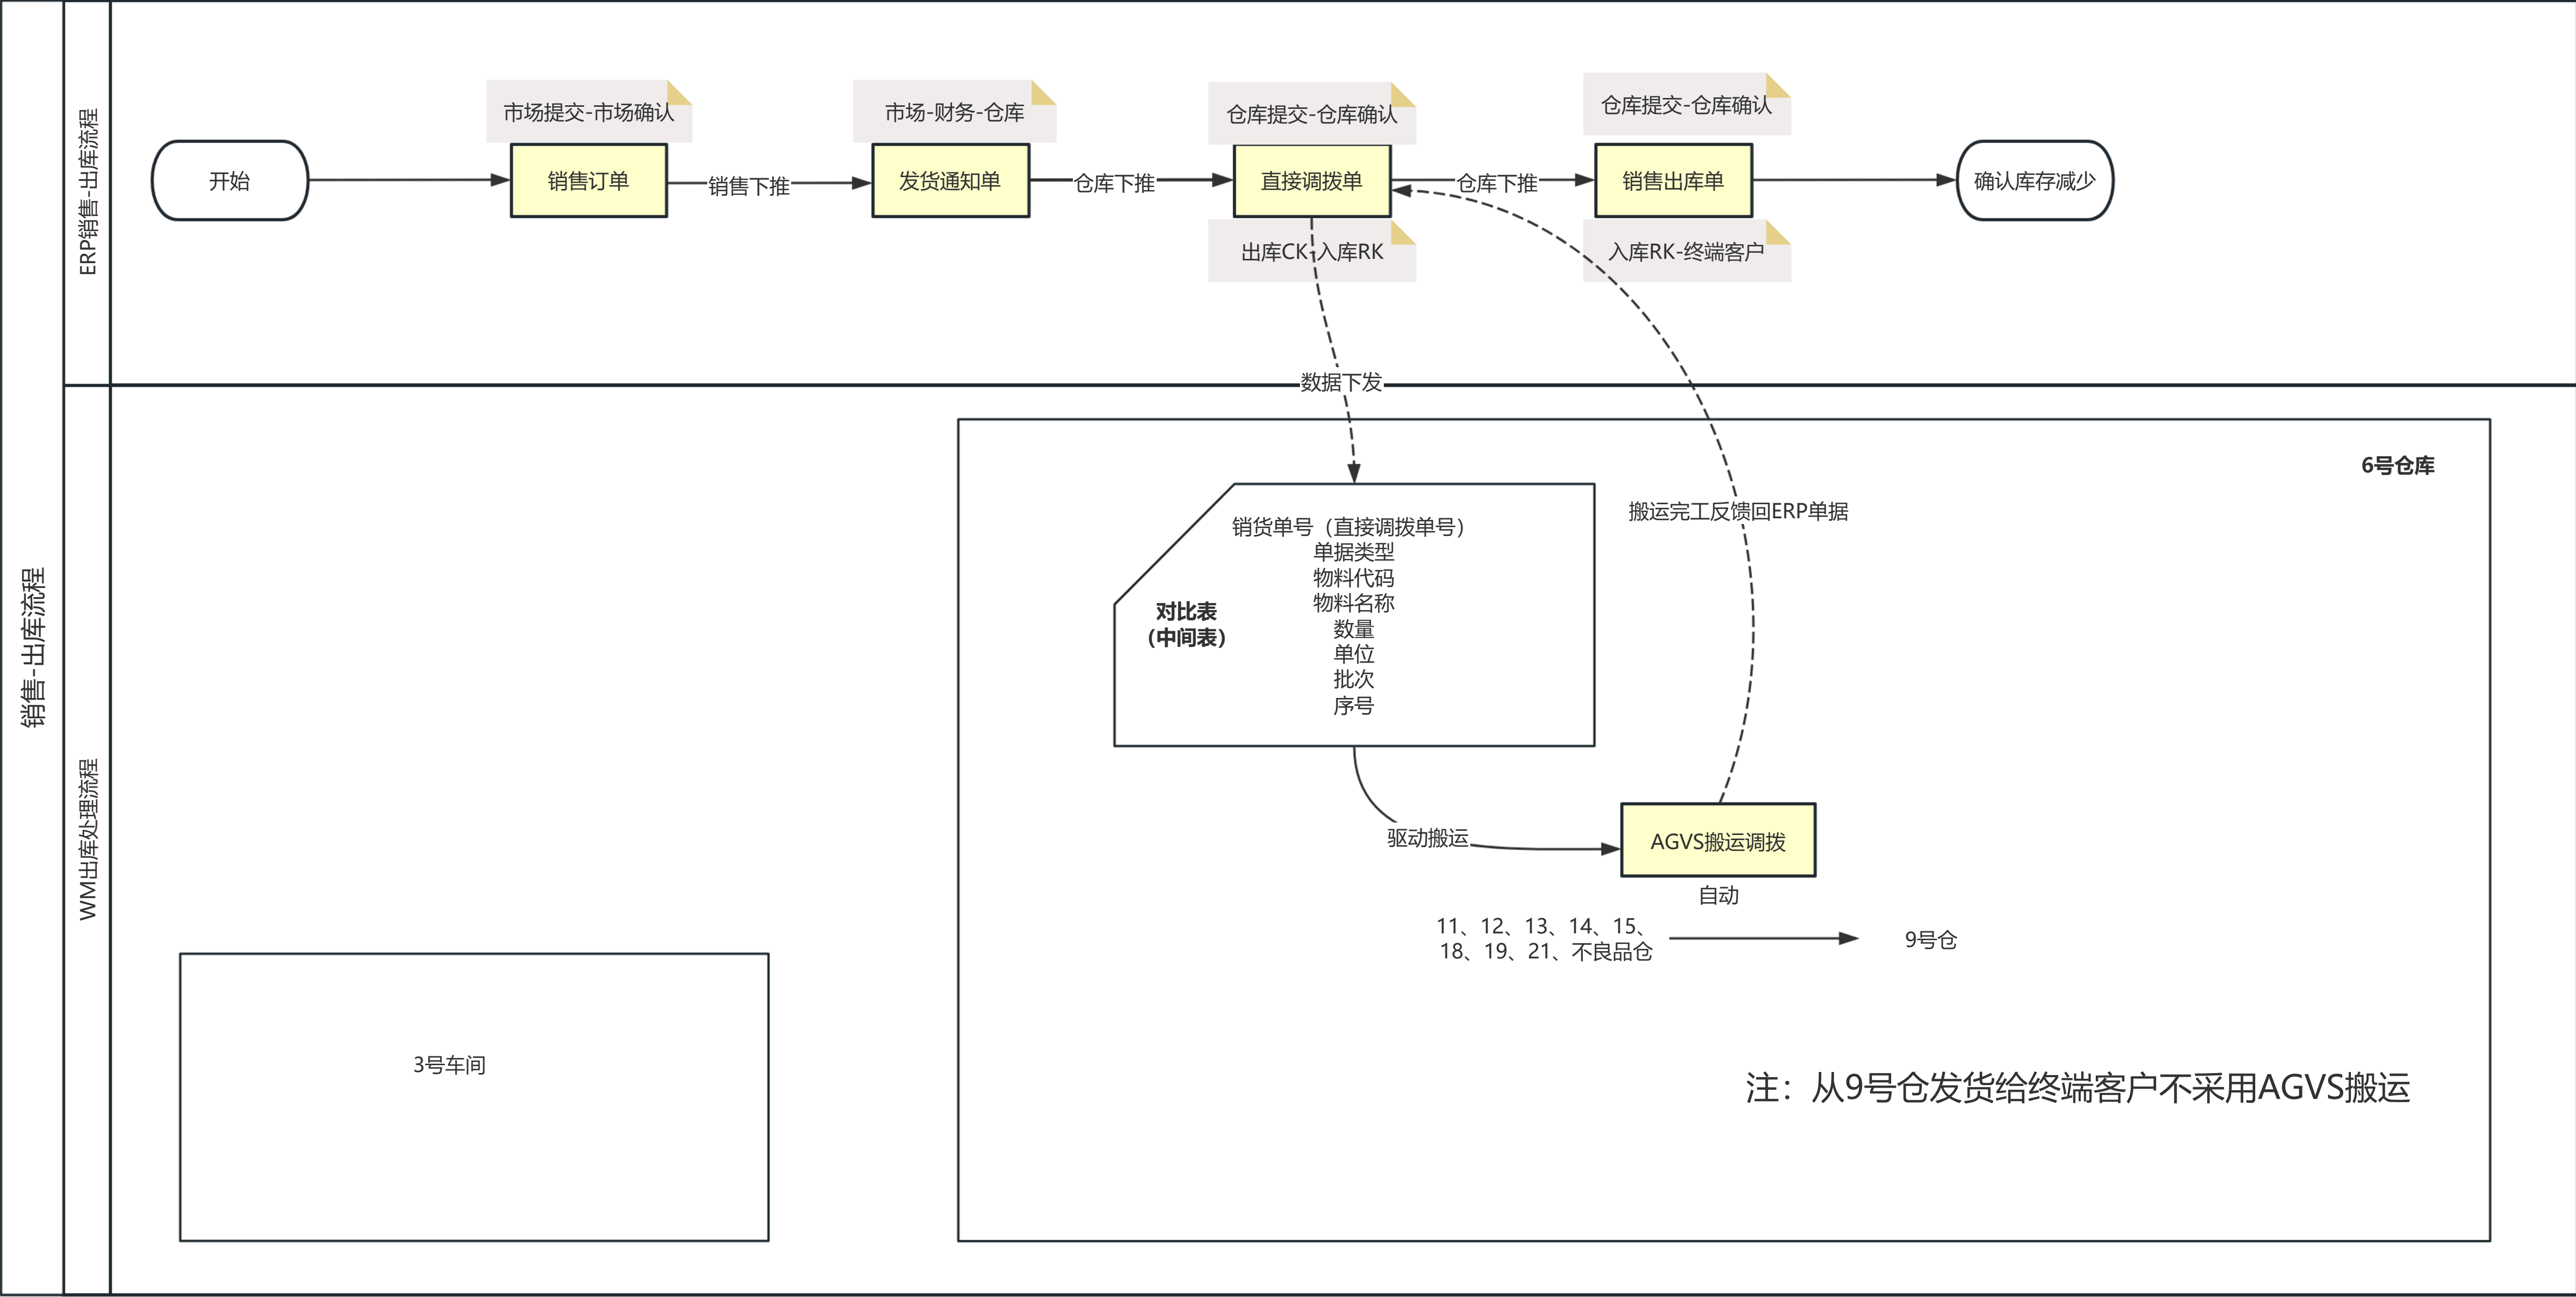 销售-出库流程
ERP销售-出库流程
市场提交-市场确认
市场-财务-仓库
仓库提交-仓库确认
仓库提交-仓库确认
开始
销售订单
销售下推
发货通知单
仓库下推
直接调拨单
仓库下推
销售出库单
确认库存减少
出库CK-入库RK
入库RK-终端客户
数据下发
WM出库处理流程
6号仓库
搬运完工反馈回ERP单据
销货单号（直接调拨单号）
单据类型
物料代码
物料名称
数量
单位
批次
序号
对比表
（中间表）
驱动搬运
AGVS搬运调拨
自动
11、12、13、14、15、
18、19、21、不良品仓
9号仓
3号车间
注：从9号仓发货给终端客户不采用AGVS搬运